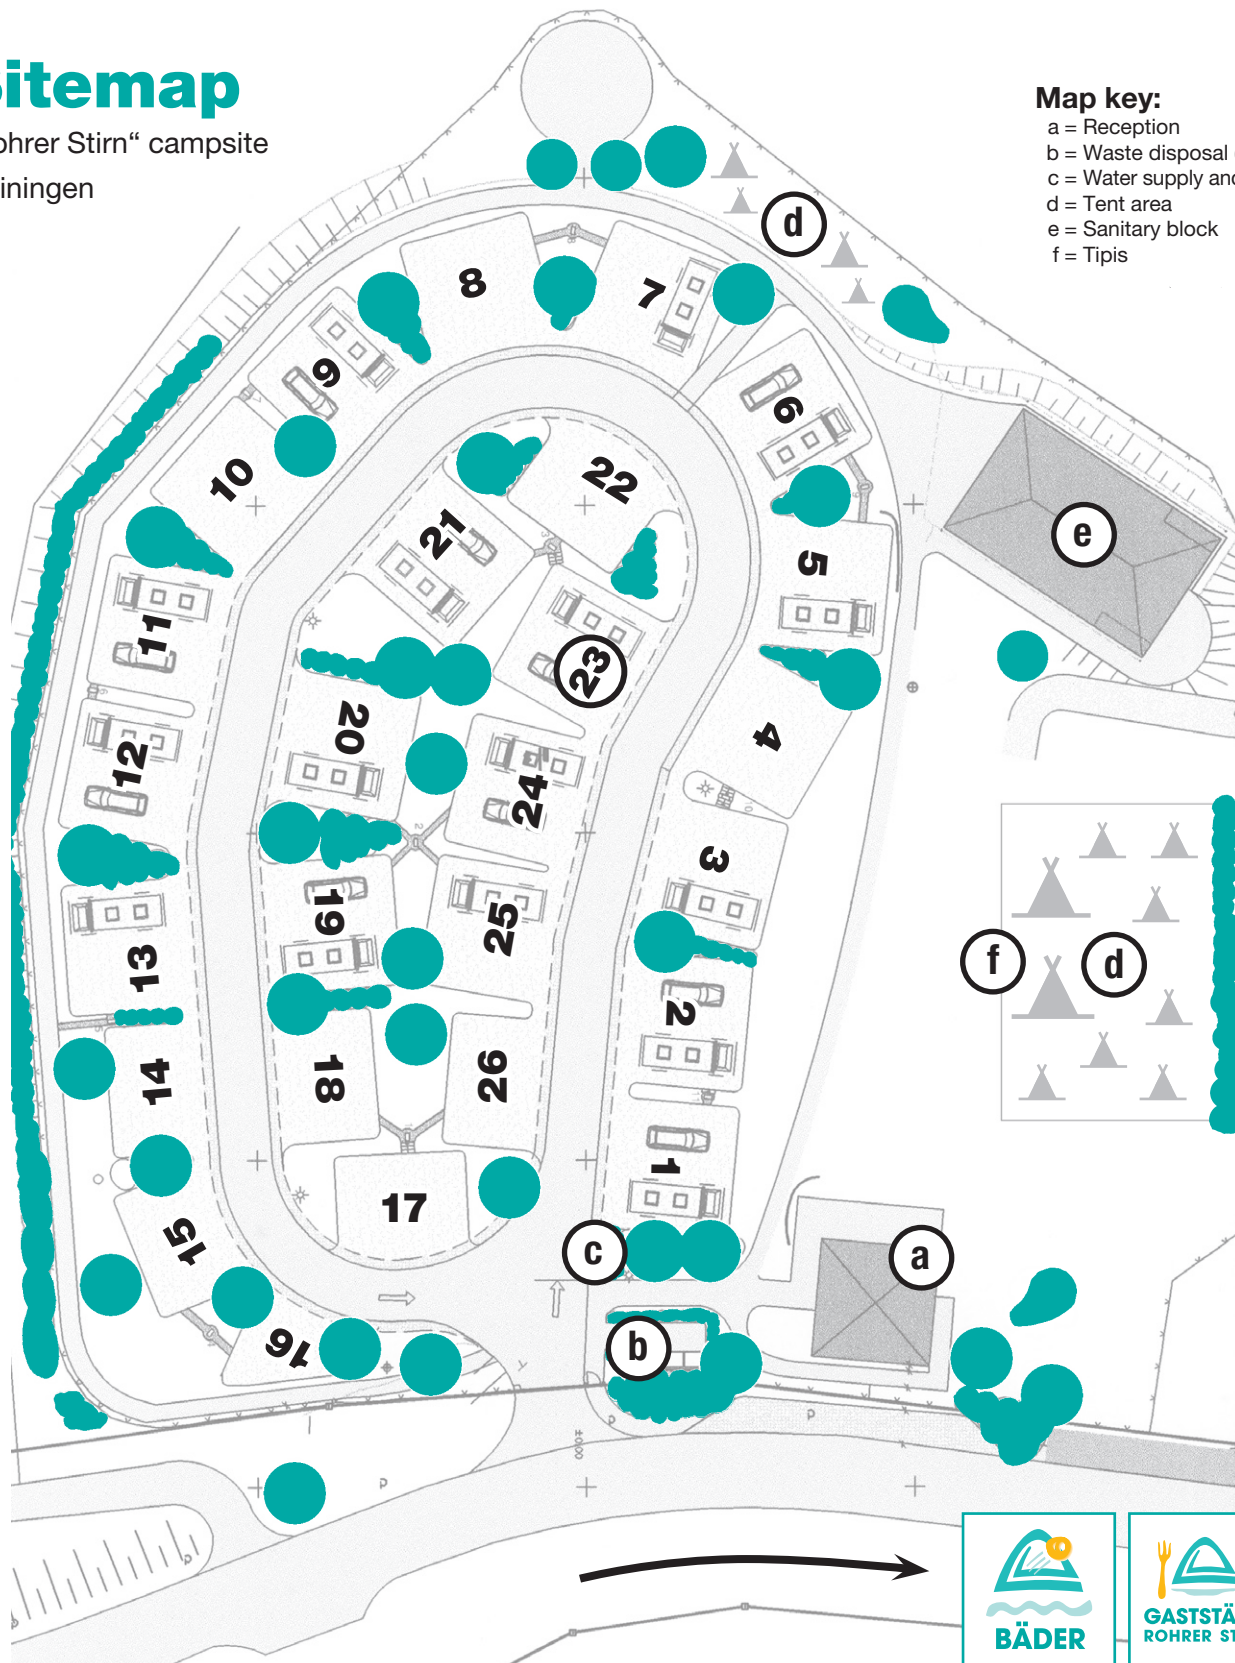 Sitemap
ohrer Stirn“ campsite
iningen
Map key:
a = Reception
b = Waste disposal
c = Water supply and
d = Tent area
e = Sanitary block
f = Tipis
d
8
7
9
6
10
22
21
5
e
11
23
4
20
12
24
3
19
25
13
f
d
2
14
18
26
1
17
15
c
a
16
b
±000
BÄDER
GASTSTÄ
ROHRER ST